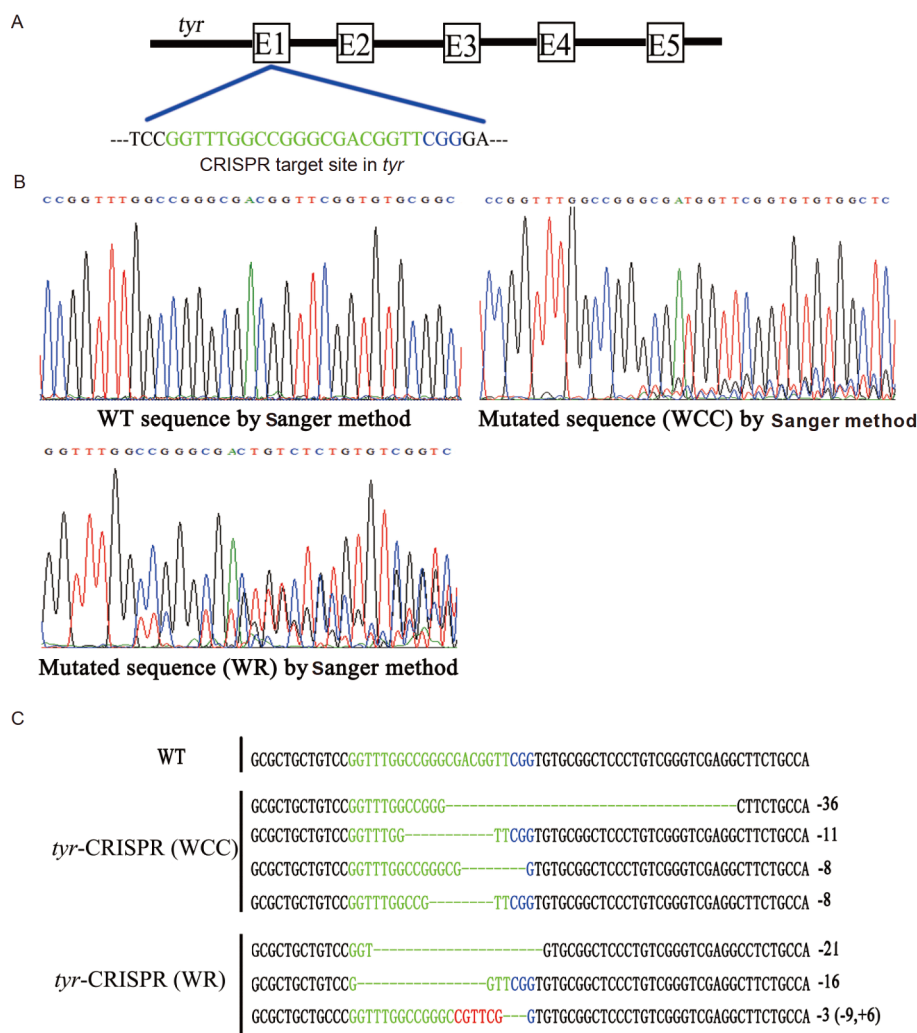 A
tyr
E1 E2 E3 E4 E5
---TCCGGTTTGGCCGGGCGACGGTTCGGGA---
CRISPR target site in tyr
B
CCGGTTTGGCCGGGCGACGGTTCGGTGTGCGGC
CCGGTTTGGCCGGGCGATGGTTCGGTGTGTGGCTC
WT sequence by Sanger method
Mutated sequence (WCC) by Sanger method
GGTTTGGCCGGGCGACTGTCTCTGTGTCGGTC
Mutated sequence (WR) by Sanger method
C
WT
GCGCTGCTGTCCGGTTTGGCCGGGCGACGGTTCGGTGTGCGGCTCCCTGTCGGGTCGAGGCTTCTGCCA
tyr-CRISPR (WCC)
GCGCTGCTGTCCGGTTTGGCCGGG------------------------------------CTTCTGCCA -36
GCGCTGCTGTCCGGTTTGG-----------TTCGGTGTGCGGCTCCCTGTCGGGTCGAGGCTTCTGCCA -11
GCGCTGCTGTCCGGTTTGGCCGGGCG--------GTGTGCGGCTCCCTGTCGGGTCGAGGCTTCTGCCA -8
GCGCTGCTGTCCGGTTTGGCCG--------TTCGGTGTGCGGCTCCCTGTCGGGTCGAGGCTTCTGCCA -8
tyr-CRISPR (WR)
GCGCTGCTGTCCGGT---------------------GTGCGGCTCCCTGTCGGGTCGAGGCCTCTGCCA -21
GCGCTGCTGTCCG----------------GTTCGGTGTGCGGCTCCCTGTCGGGTCGAGGCTTCTGCCA -16
GCGCTGCTGCCCGGTTTGGCCGGGCCGTTCG---GTGTGCGGCTCCCTGTCGGGTCGAGGCTTCTGCCA -3 (-9,+6)